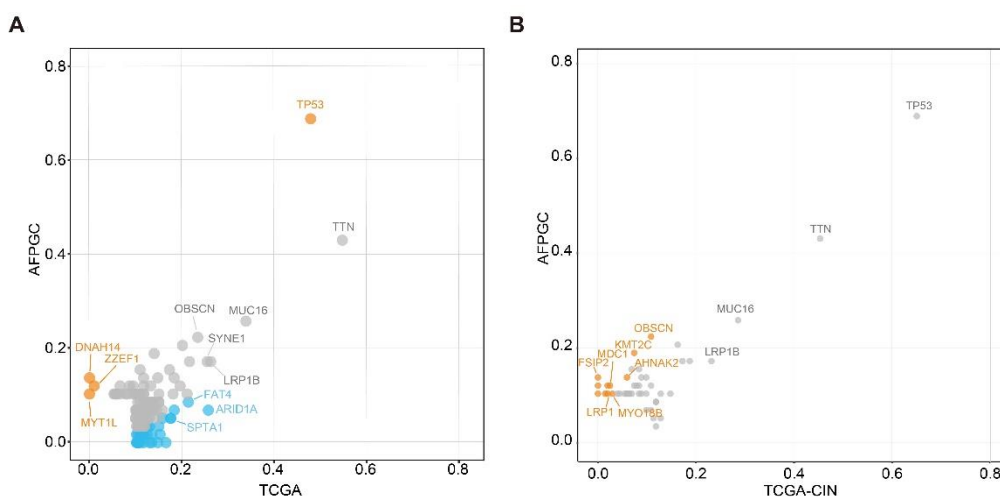 A
0.8
0.6
0.4
0.2
0.0
AFPGC
TP53
TTN
OBSCN
MUC16
SYNE1
LRP1B
DNAH14
ZZEF1
MYT1L
FAT4
ARID1A
SPTA1
0.0 0.2 0.4 0.6 0.8
TCGA
B
0.8
0.6
0.4
0.2
0.0
AFPGC
TP53
TTN
MUC16
OBSCN
KMT2C
LRP1B
MDC1
FSIP2
AHNAK2
LRP1
MYO18B
0.0 0.2 0.4 0.6 0.8
TCGA-CIN